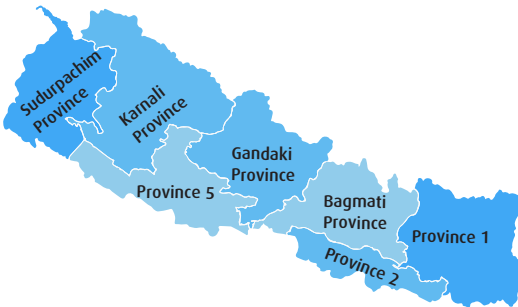 Sudurpachim
Province
Karnali
Province
Gandaki
Province
Province 5
Bagmati
Province
Province 1
Province 2